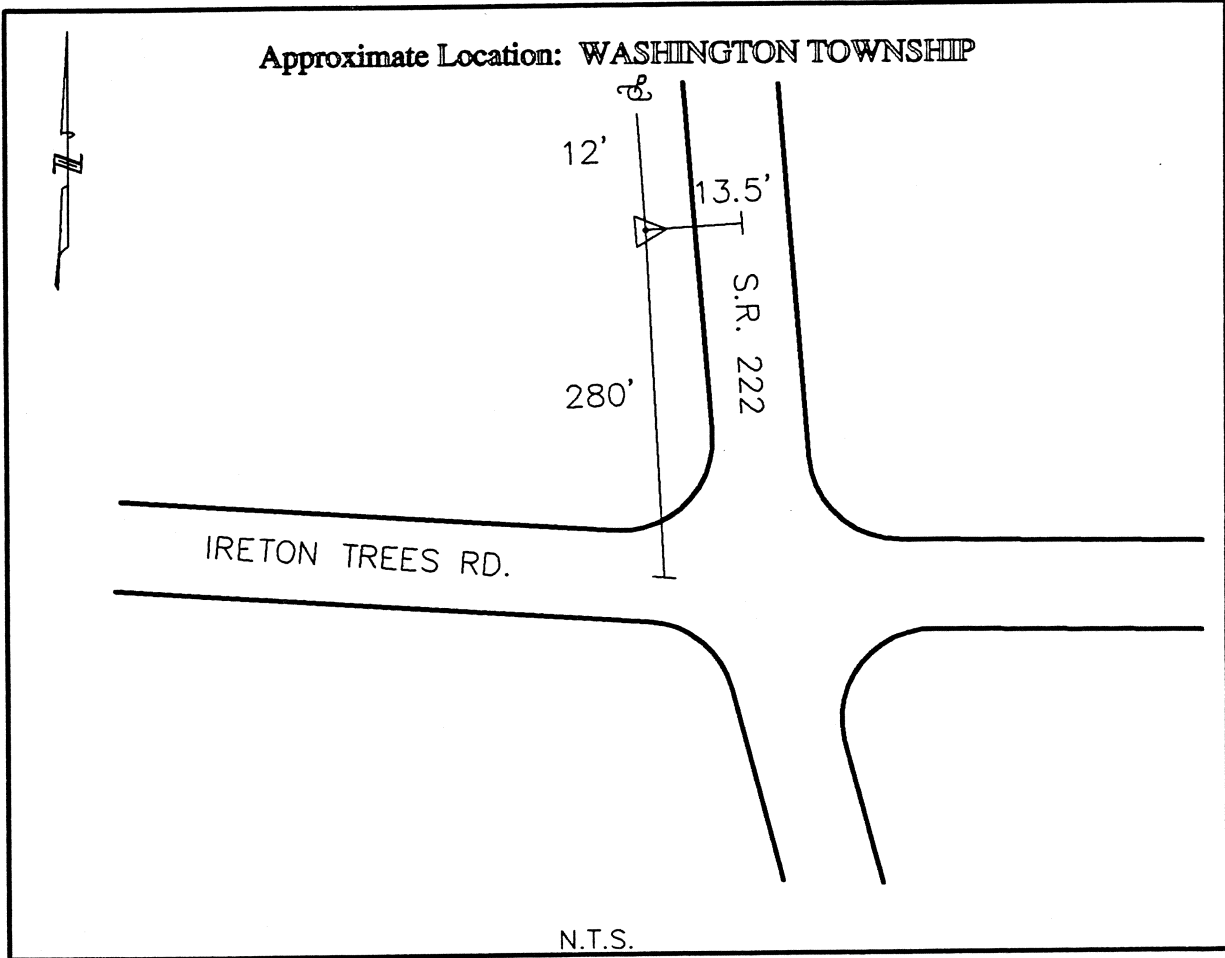 Approximate Location: WASHINGTON TOWNSHIP
12'
13.5'
S.R. 222
280'
IRETON TREES RD.
N.T.S.